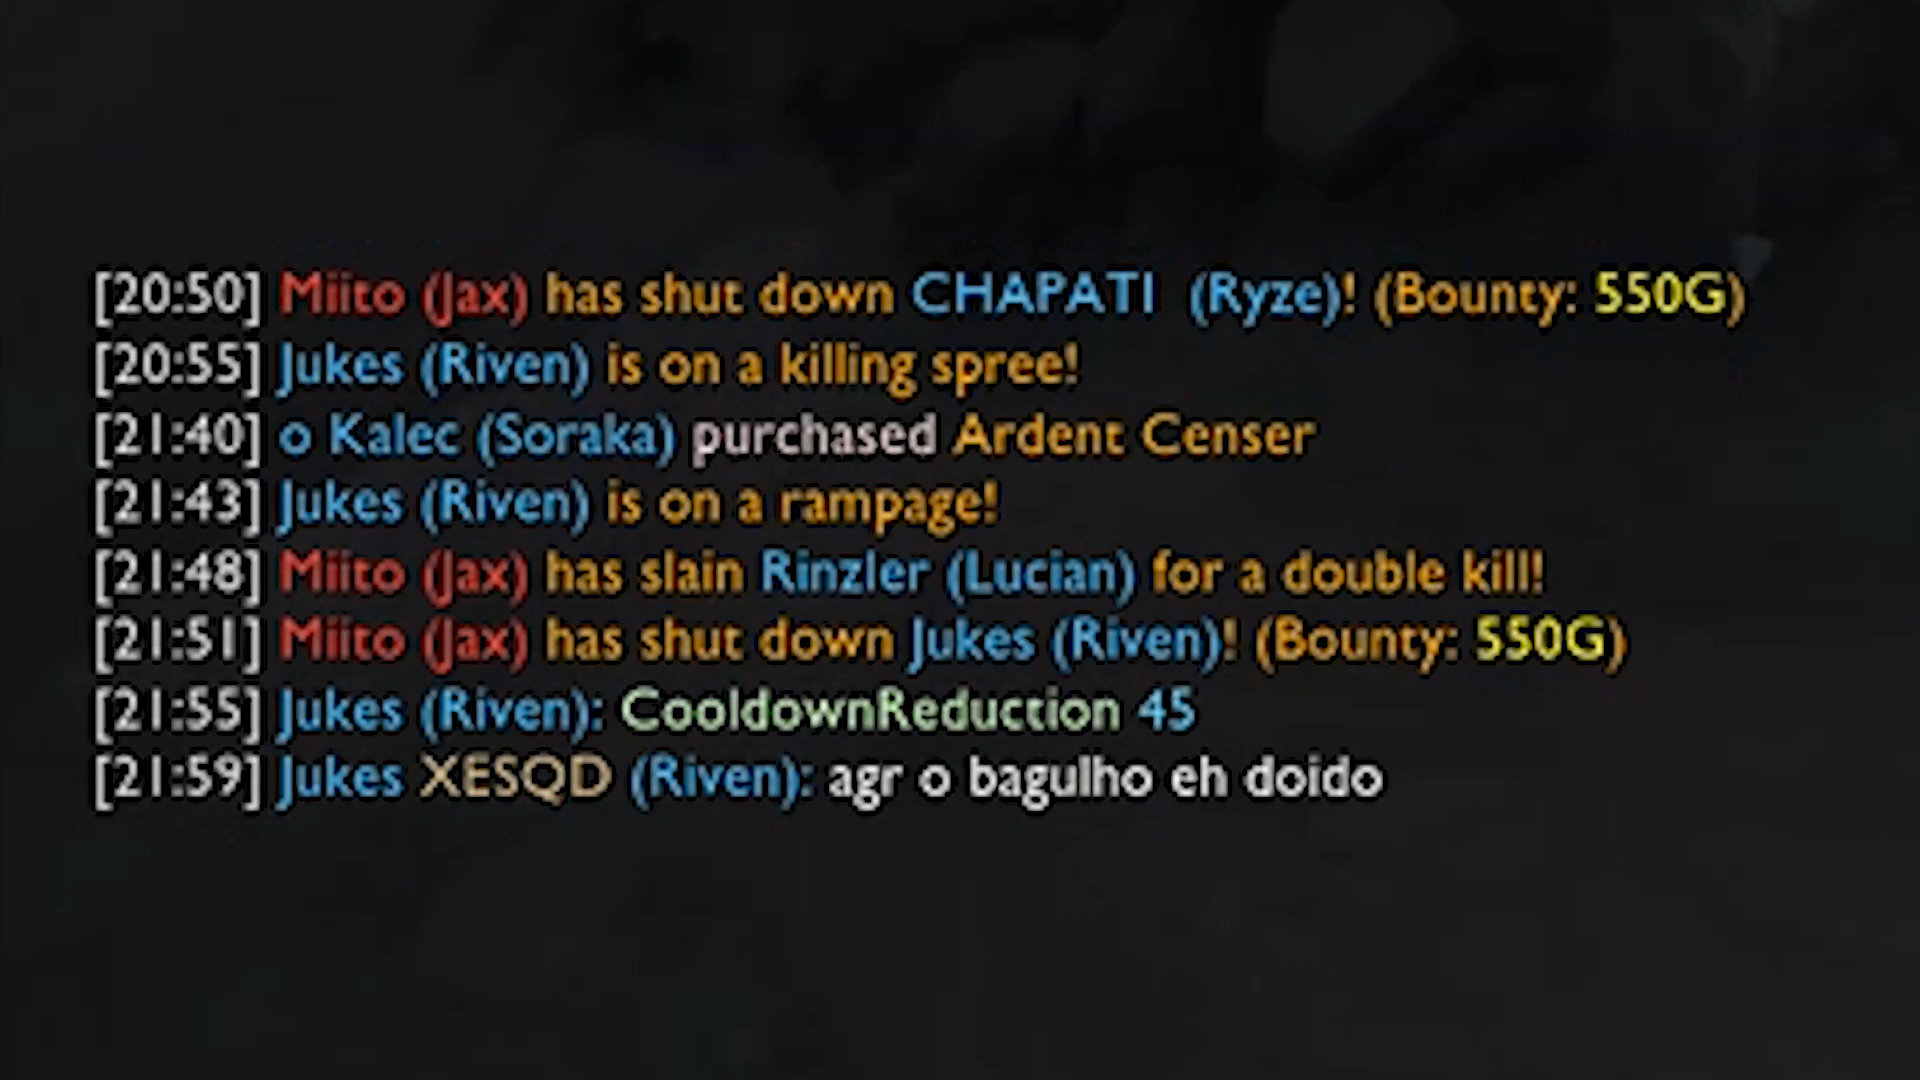 [20:50] Miito (Jax) has shut down CHAPATI (Ryze)! (Bounty: 550G)
[20:55] Jukes (Riven) is on a killing spree!
[21:40] o Kalec (Soraka) purchased Ardent Censer
[21:43] Jukes (Riven) is on a rampage!
[21:48] Miito (Jax) has slain Rinzler (Lucian) for a double kill!
[21:51] Miito (Jax) has shut down Jukes (Riven)! (Bounty: 550G)
[21:55] Jukes (Riven): CooldownReduction 45
[21:59] Jukes XESQD (Riven): agr o bagulho eh doido